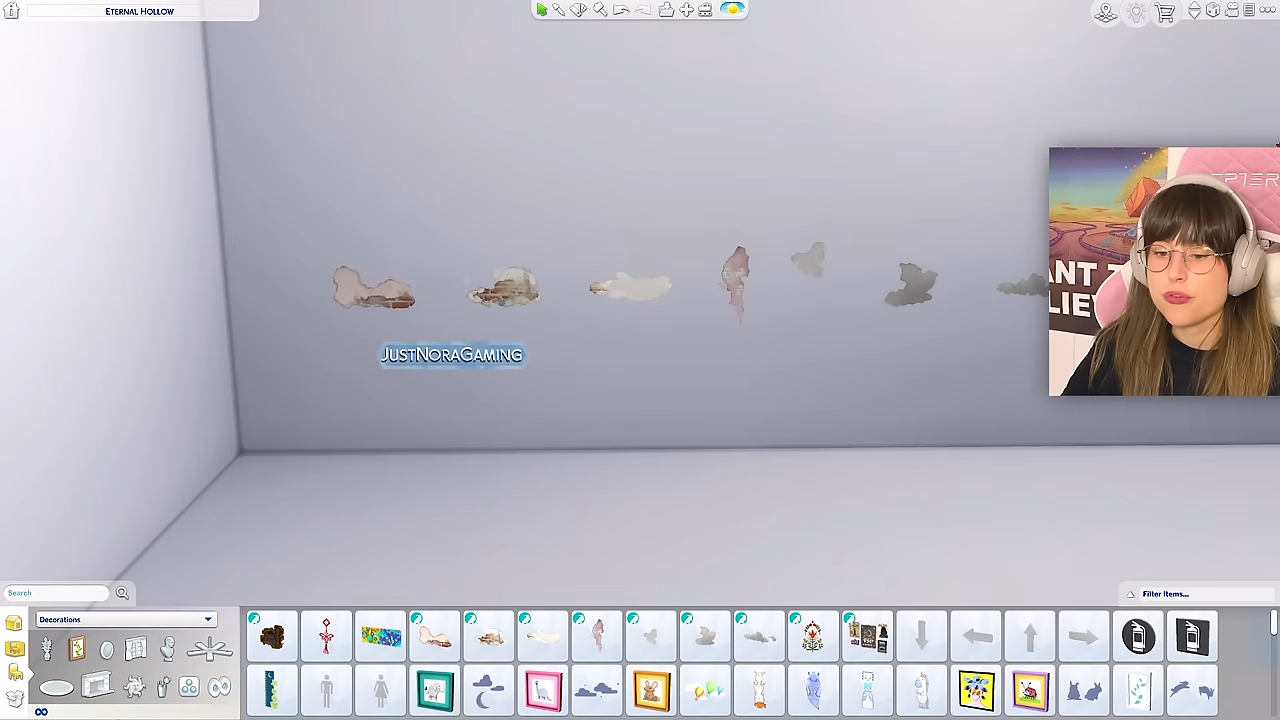 ETERNAL HOLLOW
JUSTNORAGAMING
Search
Filter Items...
Decorations